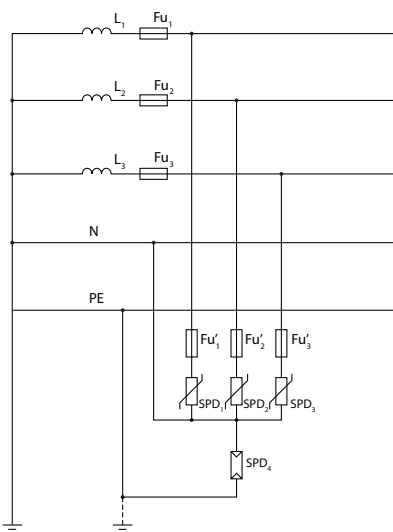 L₁ Fu₁
L₂ Fu₂
L₃ Fu₃
N
PE
Fu'₁ Fu'₂ Fu'₃
SPD₁ SPD₂ SPD₃
SPD₄